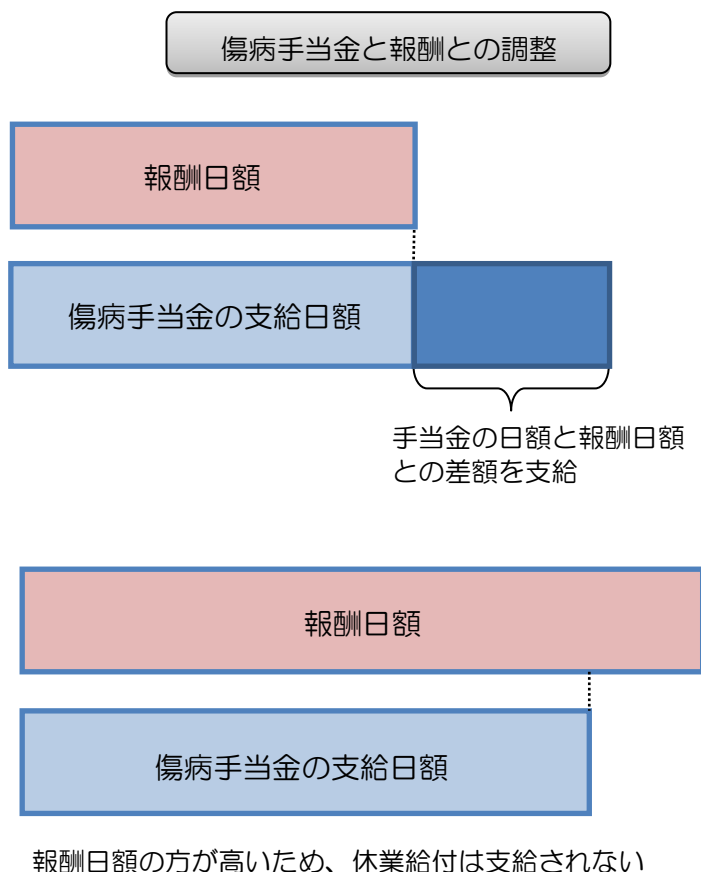 傷病手当金と報酬との調整
報酬日額
傷病手当金の支給日額
手当金の日額と報酬日額
との差額を支給
報酬日額
傷病手当金の支給日額
報酬日額の方が高いため、休業給付は支給されない